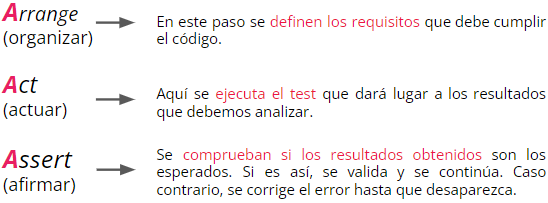 Arrange
(organizar)
En este paso se definen los requisitos que debe cumplir
el código.
Act
(actuar)
Aquí se ejecuta el test que dará lugar a los resultados
que debemos analizar.
Assert
(afirmar)
Se comprueban si los resultados obtenidos son los
esperados. Si es así, se valida y se continúa. Caso
contrario, se corrige el error hasta que desaparezca.